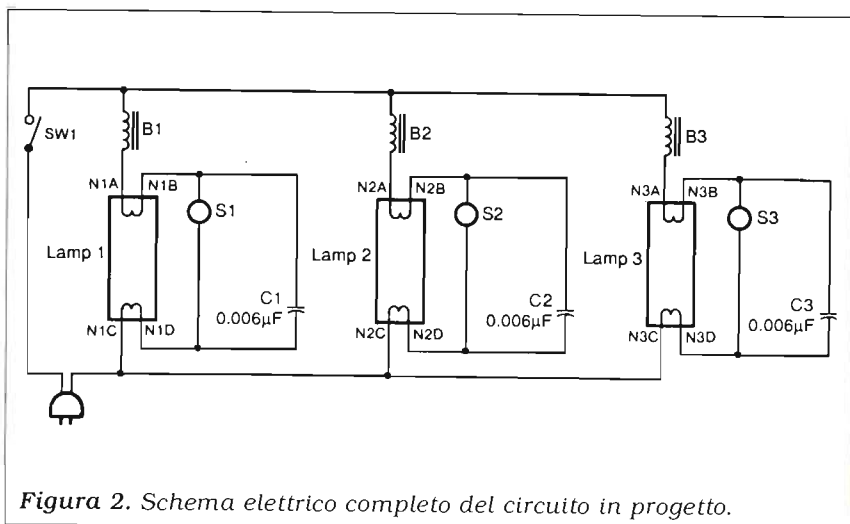 SW1
B1
B2
B3
N1A
N1B
N2A
N2B
N3A
N3B
S1
S2
S3
Lamp 1
Lamp 2
Lamp 3
C1
0.006µF
C2
0.006µF
C3
0.006µF
N1C
N1D
N2C
N2D
N3C
N3D
Figura 2. Schema elettrico completo del circuito in progetto.